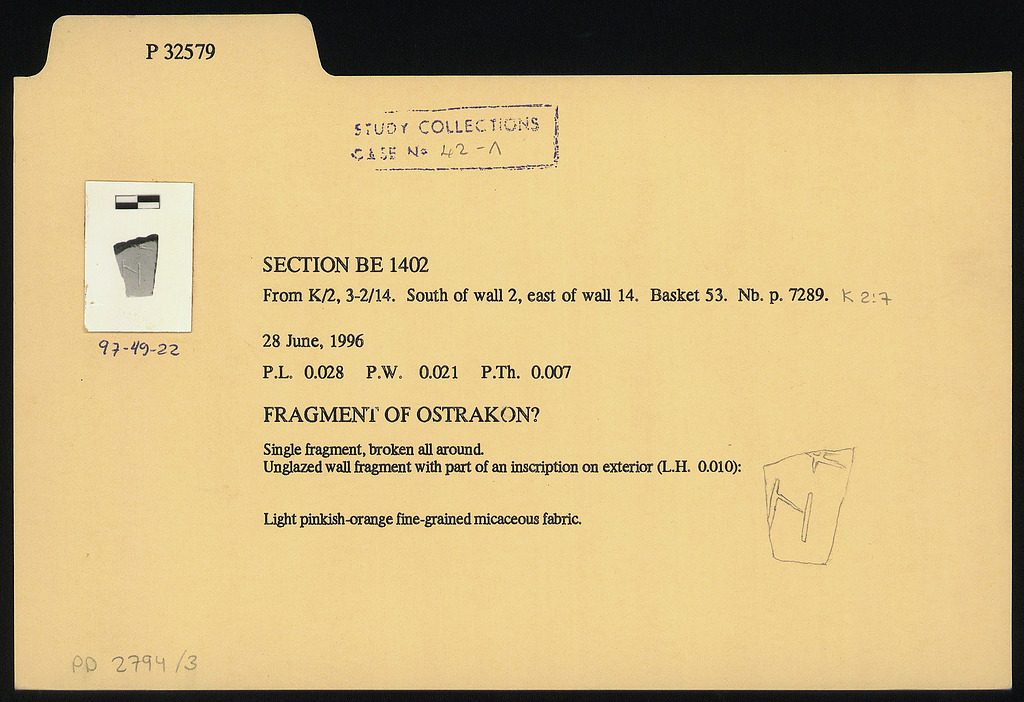 P 32579
STUDY COLLECTIONS
CASE No 42-Λ
SECTION BE 1402
From K/2, 3-2/14. South of wall 2, east of wall 14. Basket 53. Nb. p. 7289. K 2:7
97-49-22
28 June, 1996
P.L. 0.028 P.W. 0.021 P.Th. 0.007
FRAGMENT OF OSTRAKON?
Single fragment, broken all around.
Unglazed wall fragment with part of an inscription on exterior (L.H. 0.010):
Light pinkish-orange fine-grained micaceous fabric.
PD 2794/3